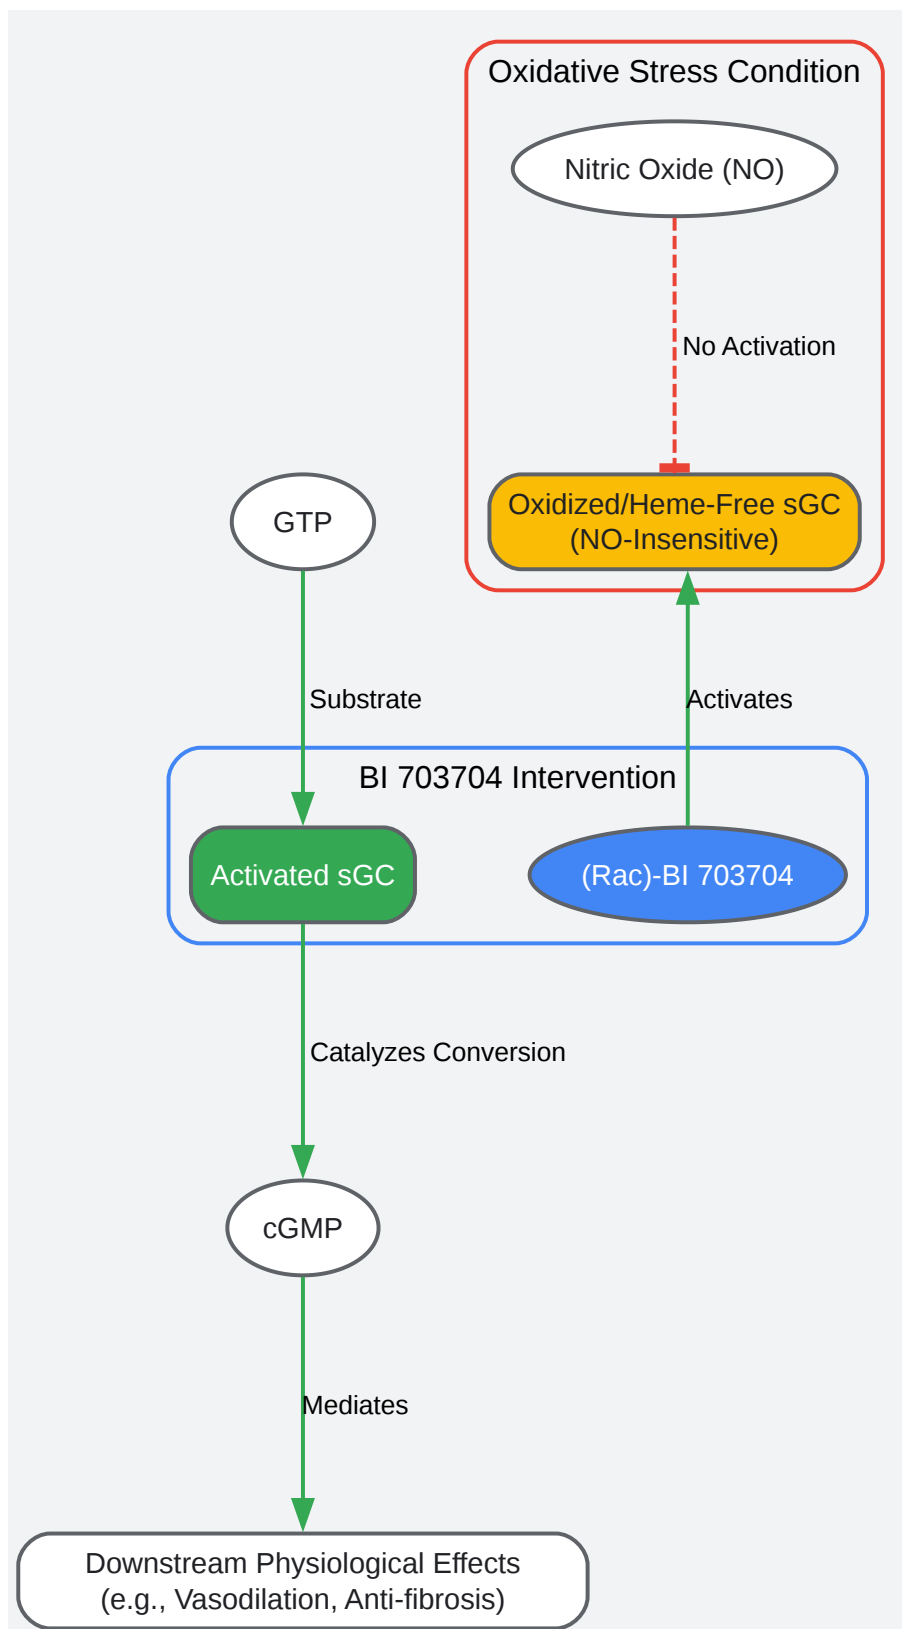 Oxidative Stress Condition
Nitric Oxide (NO)
No Activation
GTP
Oxidized/Heme-Free sGC
(NO-Insensitive)
Substrate
Activates
BI 703704 Intervention
Activated sGC
(Rac)-BI 703704
Catalyzes Conversion
cGMP
Mediates
Downstream Physiological Effects
(e.g., Vasodilation, Anti-fibrosis)